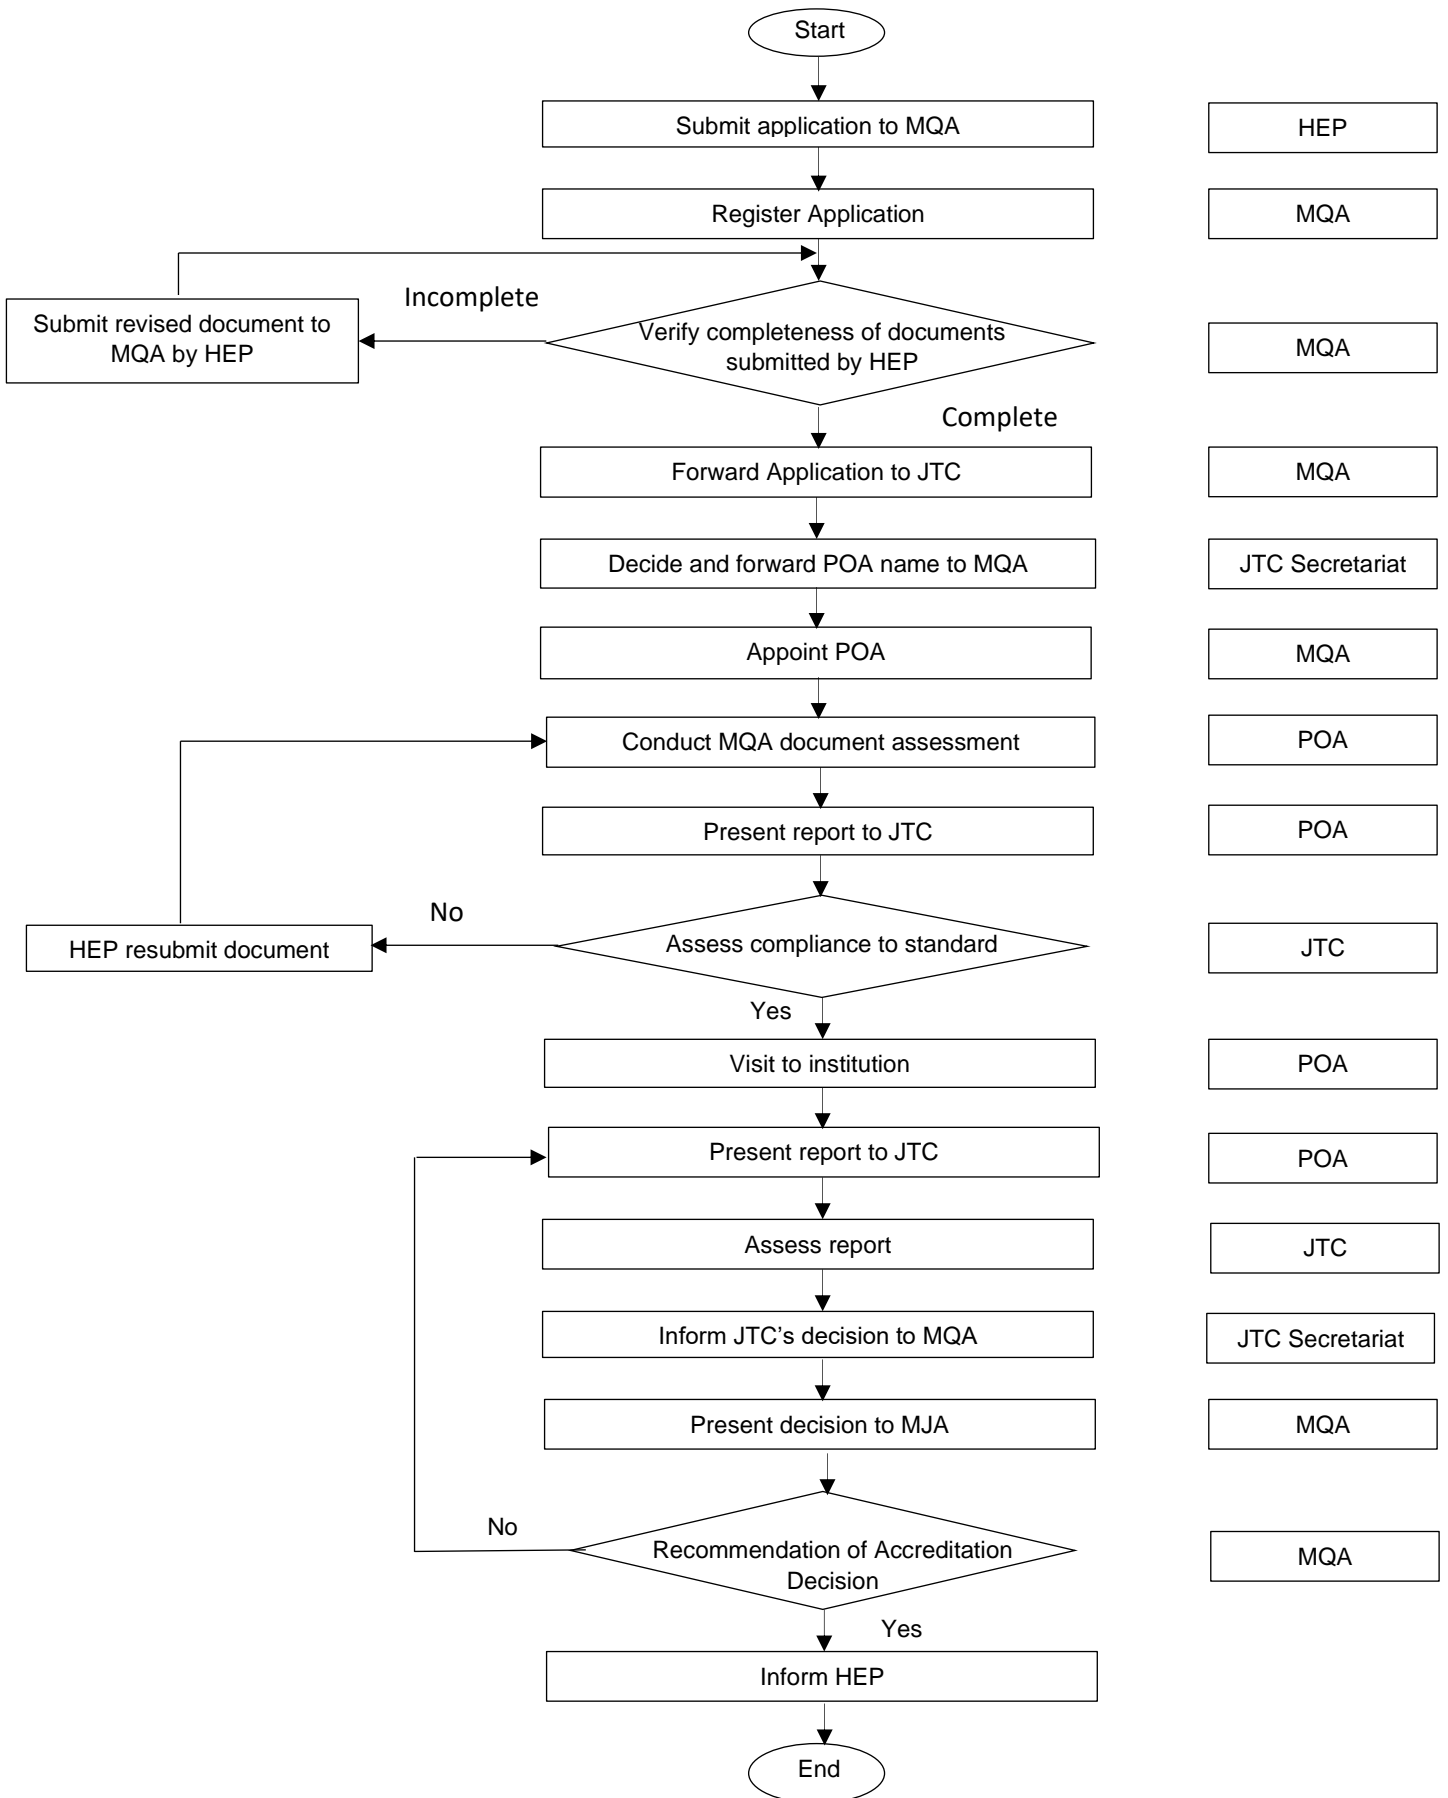 Start
Submit application to MQA
HEP
Register Application
MQA
Incomplete
Submit revised document to
MQA by HEP
Verify completeness of documents
submitted by HEP
MQA
Complete
Forward Application to JTC
MQA
Decide and forward POA name to MQA
JTC Secretariat
Appoint POA
MQA
Conduct MQA document assessment
POA
Present report to JTC
POA
No
HEP resubmit document
Assess compliance to standard
JTC
Yes
Visit to institution
POA
Present report to JTC
POA
Assess report
JTC
Inform JTC’s decision to MQA
JTC Secretariat
Present decision to MJA
MQA
No
Recommendation of Accreditation
Decision
MQA
Yes
Inform HEP
End